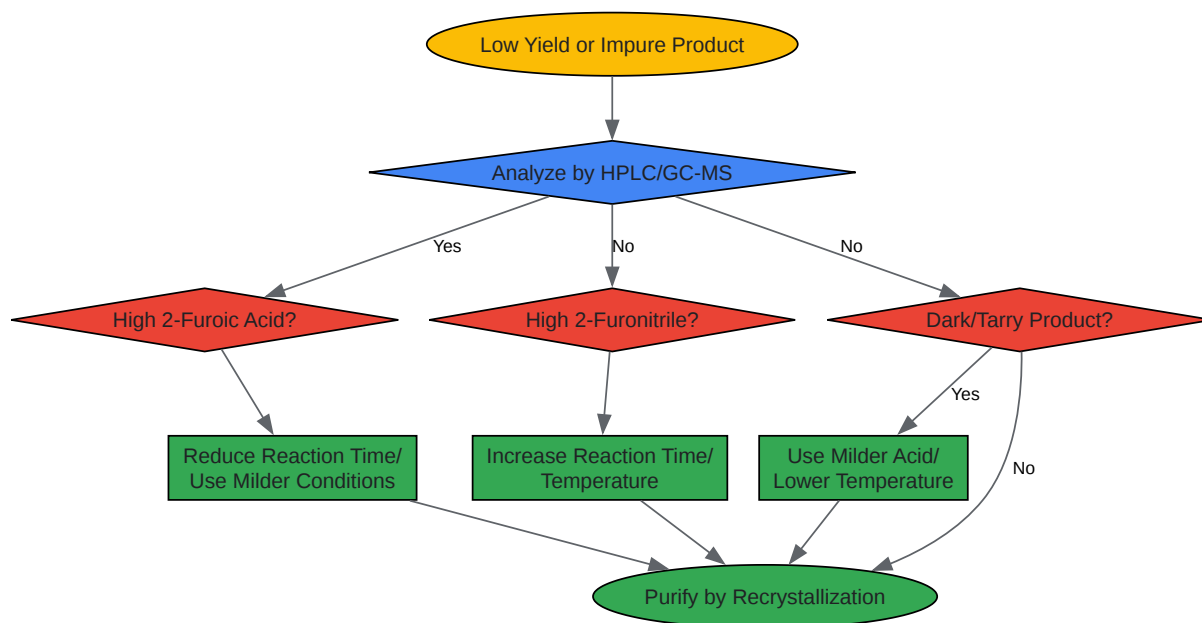 Low Yield or Impure Product
Analyze by HPLC/GC-MS
Yes
No
No
High 2-Furoic Acid?
High 2-Furonitrile?
Dark/Tarry Product?
Yes
Reduce Reaction Time/
Use Milder Conditions
Increase Reaction Time/
Temperature
Use Milder Acid/
Lower Temperature
No
Purify by Recrystallization